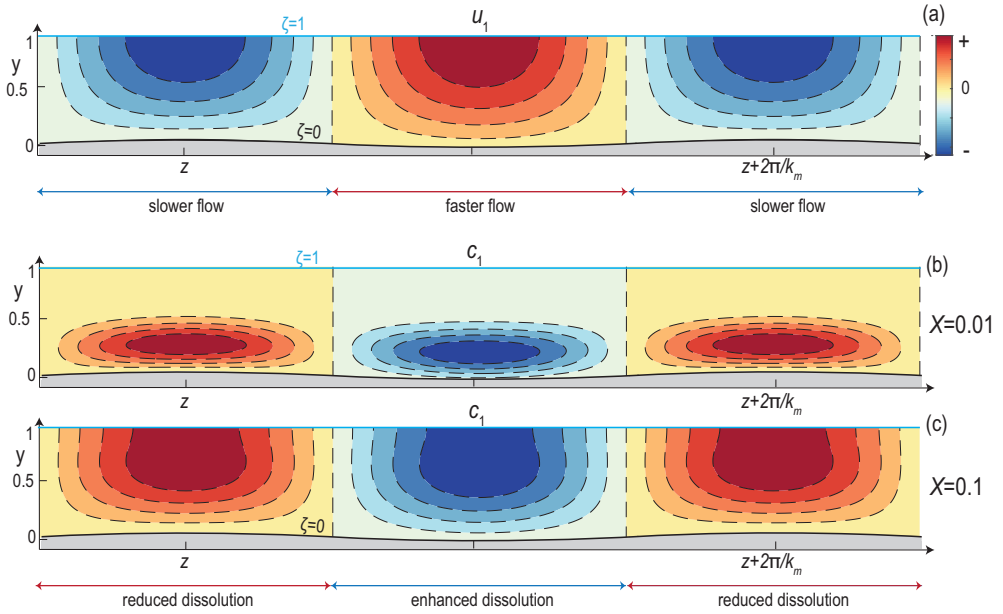 ζ=1 u₁ (a)
1 +
y
0.5 0
ζ=0
0 -
z z+2π/kₘ
slower flow faster flow slower flow
ζ=1 c₁ (b)
1
y
0.5 X=0.01
0
z z+2π/kₘ
c₁ (c)
1
y
0.5 X=0.1
ζ=0
0
z z+2π/kₘ
reduced dissolution enhanced dissolution reduced dissolution